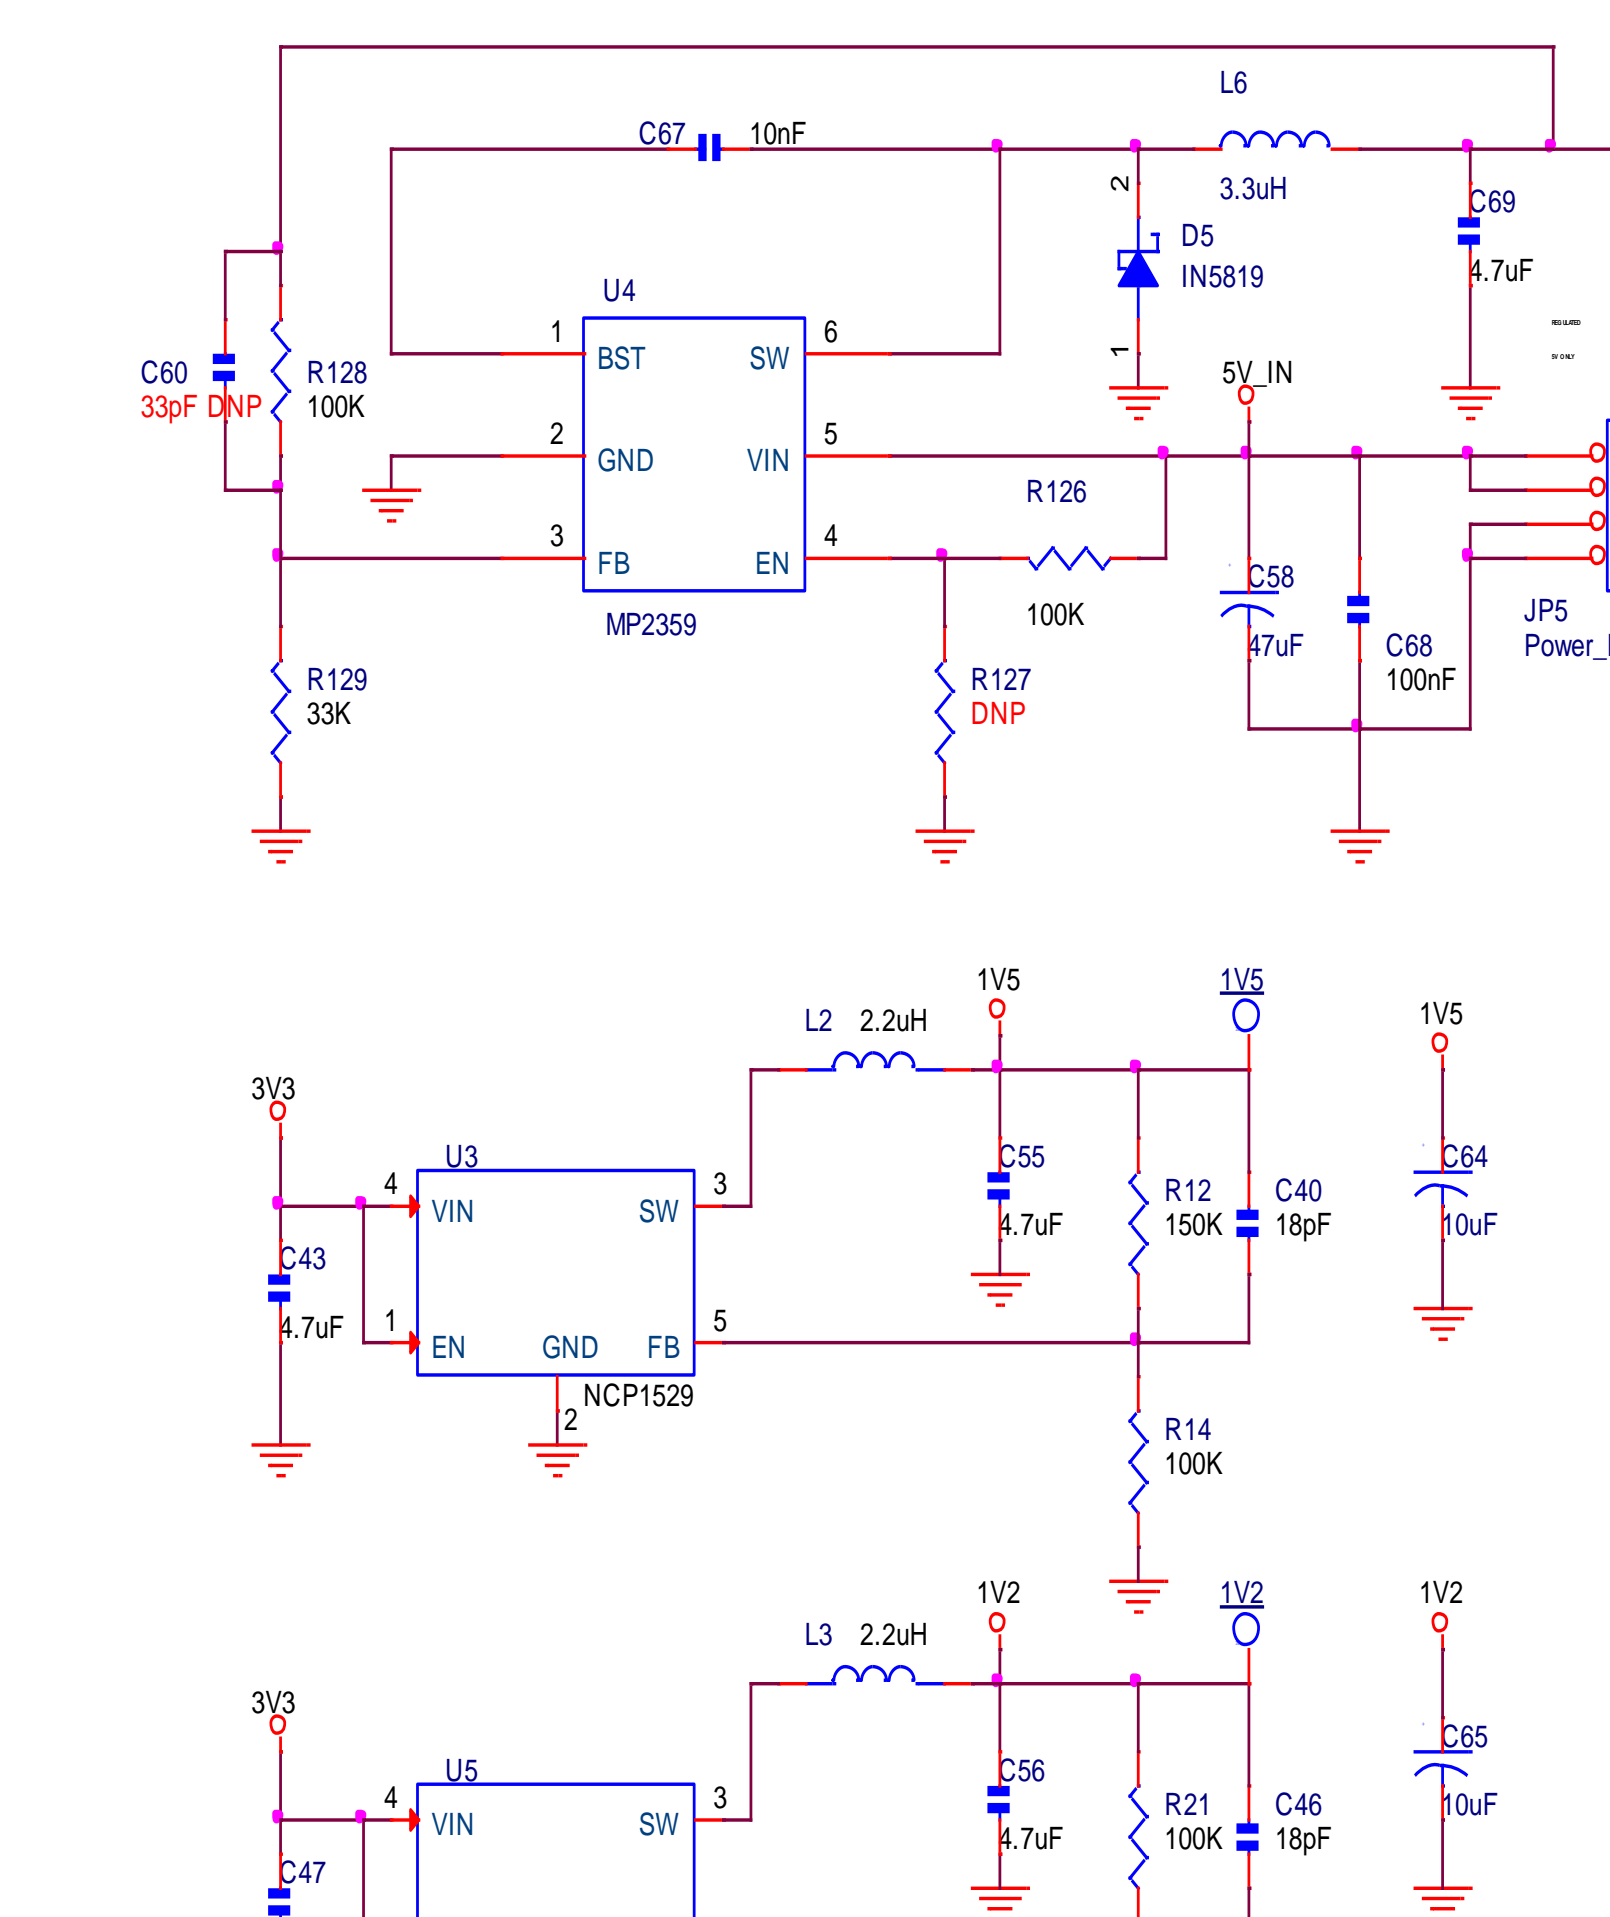 L6
C67
10nF
2
3.3uH
C69
D5
IN5819
4.7uF
U4
1
BST
SW
6
REGULATED
5V ONLY
1
C60
33pF DNP
R128
100K
5V_IN
2
GND
VIN
5
R126
3
FB
EN
4
100K
MP2359
C58
47uF
C68
100nF
JP5
Power_
R129
33K
R127
DNP
1V5
1V5
1V5
L2
2.2uH
3V3
U3
4
VIN
SW
3
C55
4.7uF
R12
150K
C40
18pF
C64
10uF
C43
4.7uF
1
EN
GND
FB
5
NCP1529
2
R14
100K
1V2
1V2
1V2
L3
2.2uH
3V3
U5
4
VIN
SW
3
C56
4.7uF
R21
100K
C46
18pF
C65
10uF
C47